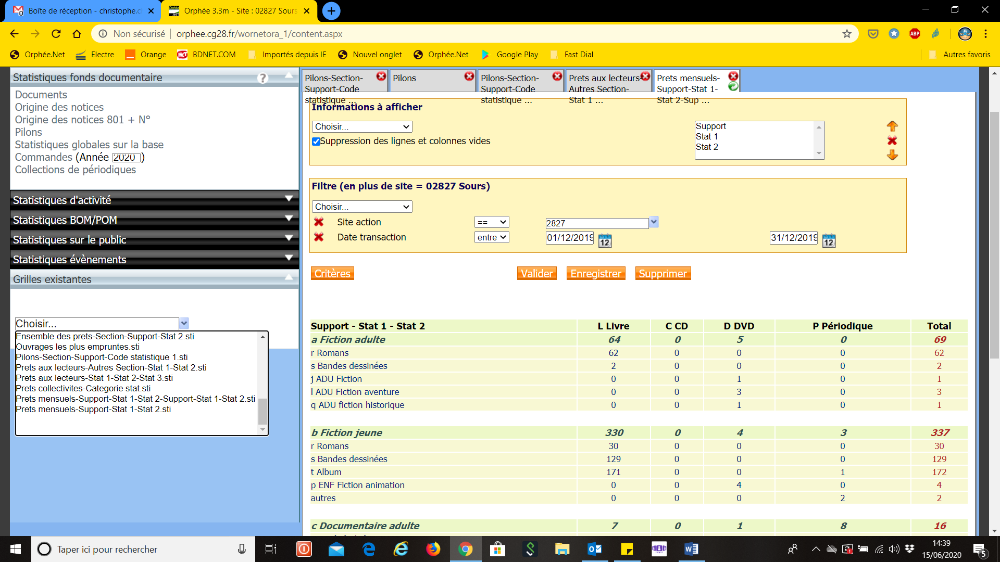 Boîte de réception - christophe.c
Orphée 3.3m - Site : 02827 Sours
Non sécurisé | orphee.cg28.fr/wornetora_1/content.aspx
ABP
Orphée.Net
Electre
Orange
BDNET.COM
Importés depuis IE
Nouvel onglet
Orphée.Net
Google Play
Fast Dial
Autres favoris
Statistiques fonds documentaire
?
Documents
Origine des notices
Origine des notices 801 + N°
Pilons
Statistiques globales sur la base
Commandes (Année 2020 )
Collections de périodiques
Statistiques d'activité
Statistiques BOM/POM
Statistiques sur le public
Statistiques évènements
Grilles existantes
Choisir...
Ensemble des prets-Section-Support-Stat 2.sti
Ouvrages les plus empruntes.sti
Pilons-Section-Support-Code statistique 1.sti
Prets aux lecteurs-Autres Section-Stat 1-Stat 2.sti
Prets aux lecteurs-Stat 1-Stat 2-Stat 3.sti
Prets collectivites-Categorie stat.sti
Prets mensuels-Support-Stat 1-Stat 2-Support-Stat 1-Stat 2.sti
Prets mensuels-Support-Stat 1-Stat 2.sti
Pilons-Section-
Support-Code
statistique ...
Pilons
Pilons-Section-
Support-Code
statistique ...
Prets aux lecteurs-
Autres Section-
Stat 1 ...
Prets mensuels-
Support-Stat 1-
Stat 2-Sup ...
Informations à afficher
Choisir...
Suppression des lignes et colonnes vides
Support
Stat 1
Stat 2
Filtre (en plus de site = 02827 Sours)
Choisir...
Site action == 2827
Date transaction entre 01/12/2019 12 31/12/2019 12
Critères Valider Enregistrer Supprimer
Support - Stat 1 - Stat 2 L Livre C CD D DVD P Périodique Total
a Fiction adulte 64 0 5 0 69
r Romans 62 0 0 0 62
s Bandes dessinées 2 0 0 0 2
j ADU Fiction 0 0 1 0 1
l ADU Fiction aventure 0 0 3 0 3
q ADU fiction historique 0 0 1 0 1
b Fiction jeune 330 0 4 3 337
r Romans 30 0 0 0 30
s Bandes dessinées 129 0 0 0 129
t Album 171 0 0 1 172
p ENF Fiction animation 0 0 4 0 4
autres 0 0 0 2 2
c Documentaire adulte 7 0 1 8 16
Taper ici pour rechercher
14:39
15/06/2020
5